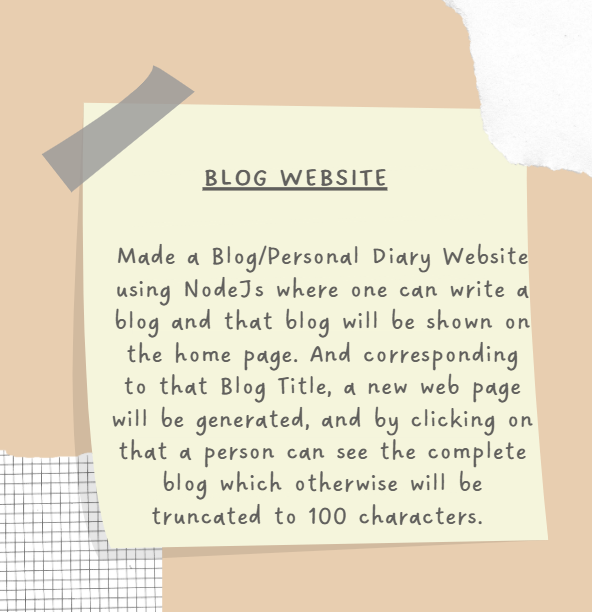 BLOG WEBSITE
Made a Blog/Personal Diary Website
using NodeJs where one can write a
blog and that blog will be shown on
the home page. And corresponding
to that Blog Title, a new web page
will be generated, and by clicking on
that a person can see the complete
blog which otherwise will be
truncated to 100 characters.